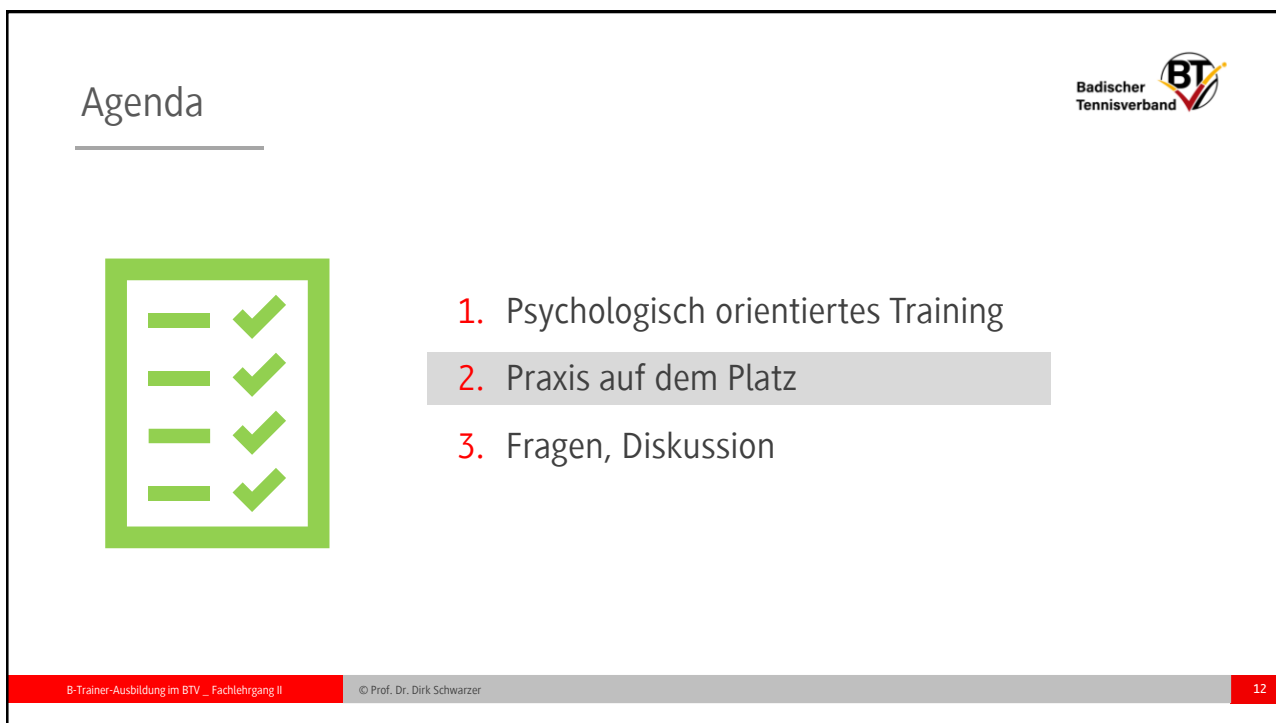 Agenda
Badischer
Tennisverband
BT
1. Psychologisch orientiertes Training
2. Praxis auf dem Platz
3. Fragen, Diskussion
B-Trainer-Ausbildung im BTV _ Fachlehrgang II
© Prof. Dr. Dirk Schwarzer
12